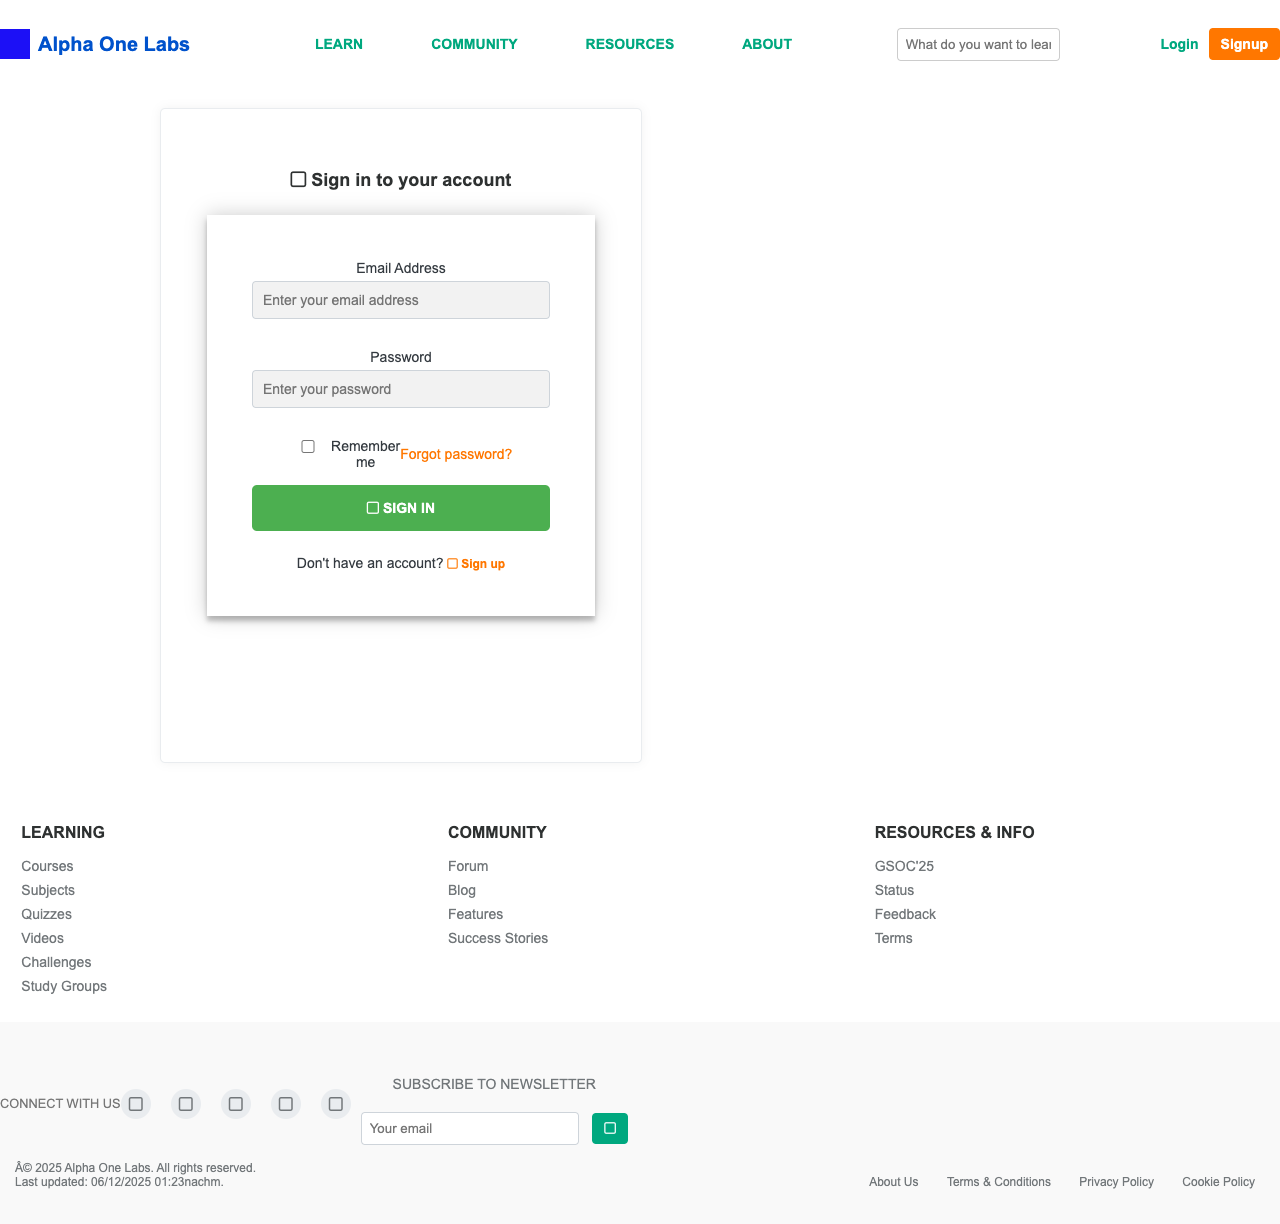 Alpha One Labs
LEARN
COMMUNITY
RESOURCES
ABOUT
What do you want to lear
Login
Signup
Sign in to your account
Email Address
Enter your email address
Password
Enter your password
Remember
me
Forgot password?
SIGN IN
Don't have an account? Sign up
LEARNING
Courses
Subjects
Quizzes
Videos
Challenges
Study Groups
COMMUNITY
Forum
Blog
Features
Success Stories
RESOURCES & INFO
GSOC'25
Status
Feedback
Terms
CONNECT WITH US
SUBSCRIBE TO NEWSLETTER
Your email
Â© 2025 Alpha One Labs. All rights reserved.
Last updated: 06/12/2025 01:23nachm.
About Us
Terms & Conditions
Privacy Policy
Cookie Policy